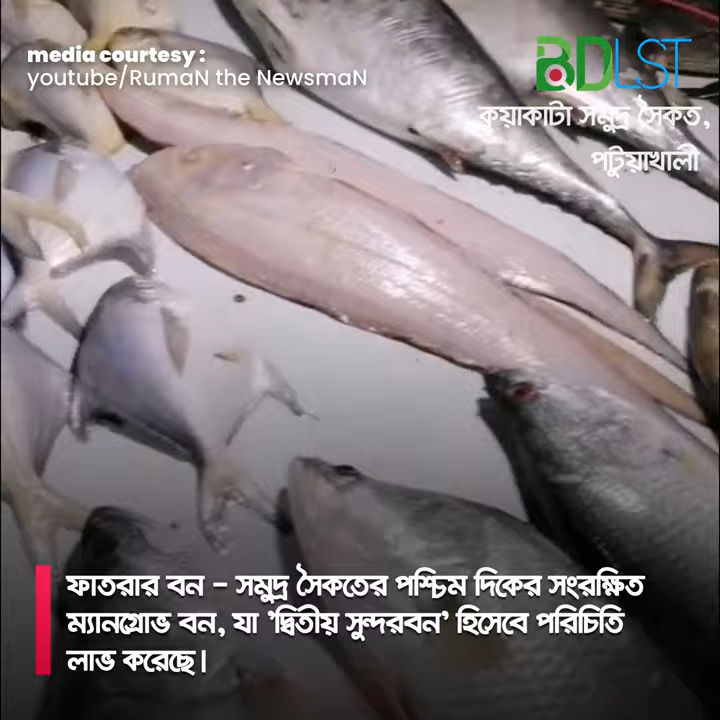 media courtesy :
youtube/RumaN the NewsmaN
BDLST
কুয়াকাটা সমুদ্র সৈকত,
পটুয়াখালী
ফাতরার বন - সমুদ্র সৈকতের পশ্চিম দিকের সংরক্ষিত
ম্যানগ্রোভ বন, যা 'দ্বিতীয় সুন্দরবন' হিসেবে পরিচিতি
লাভ করেছে।